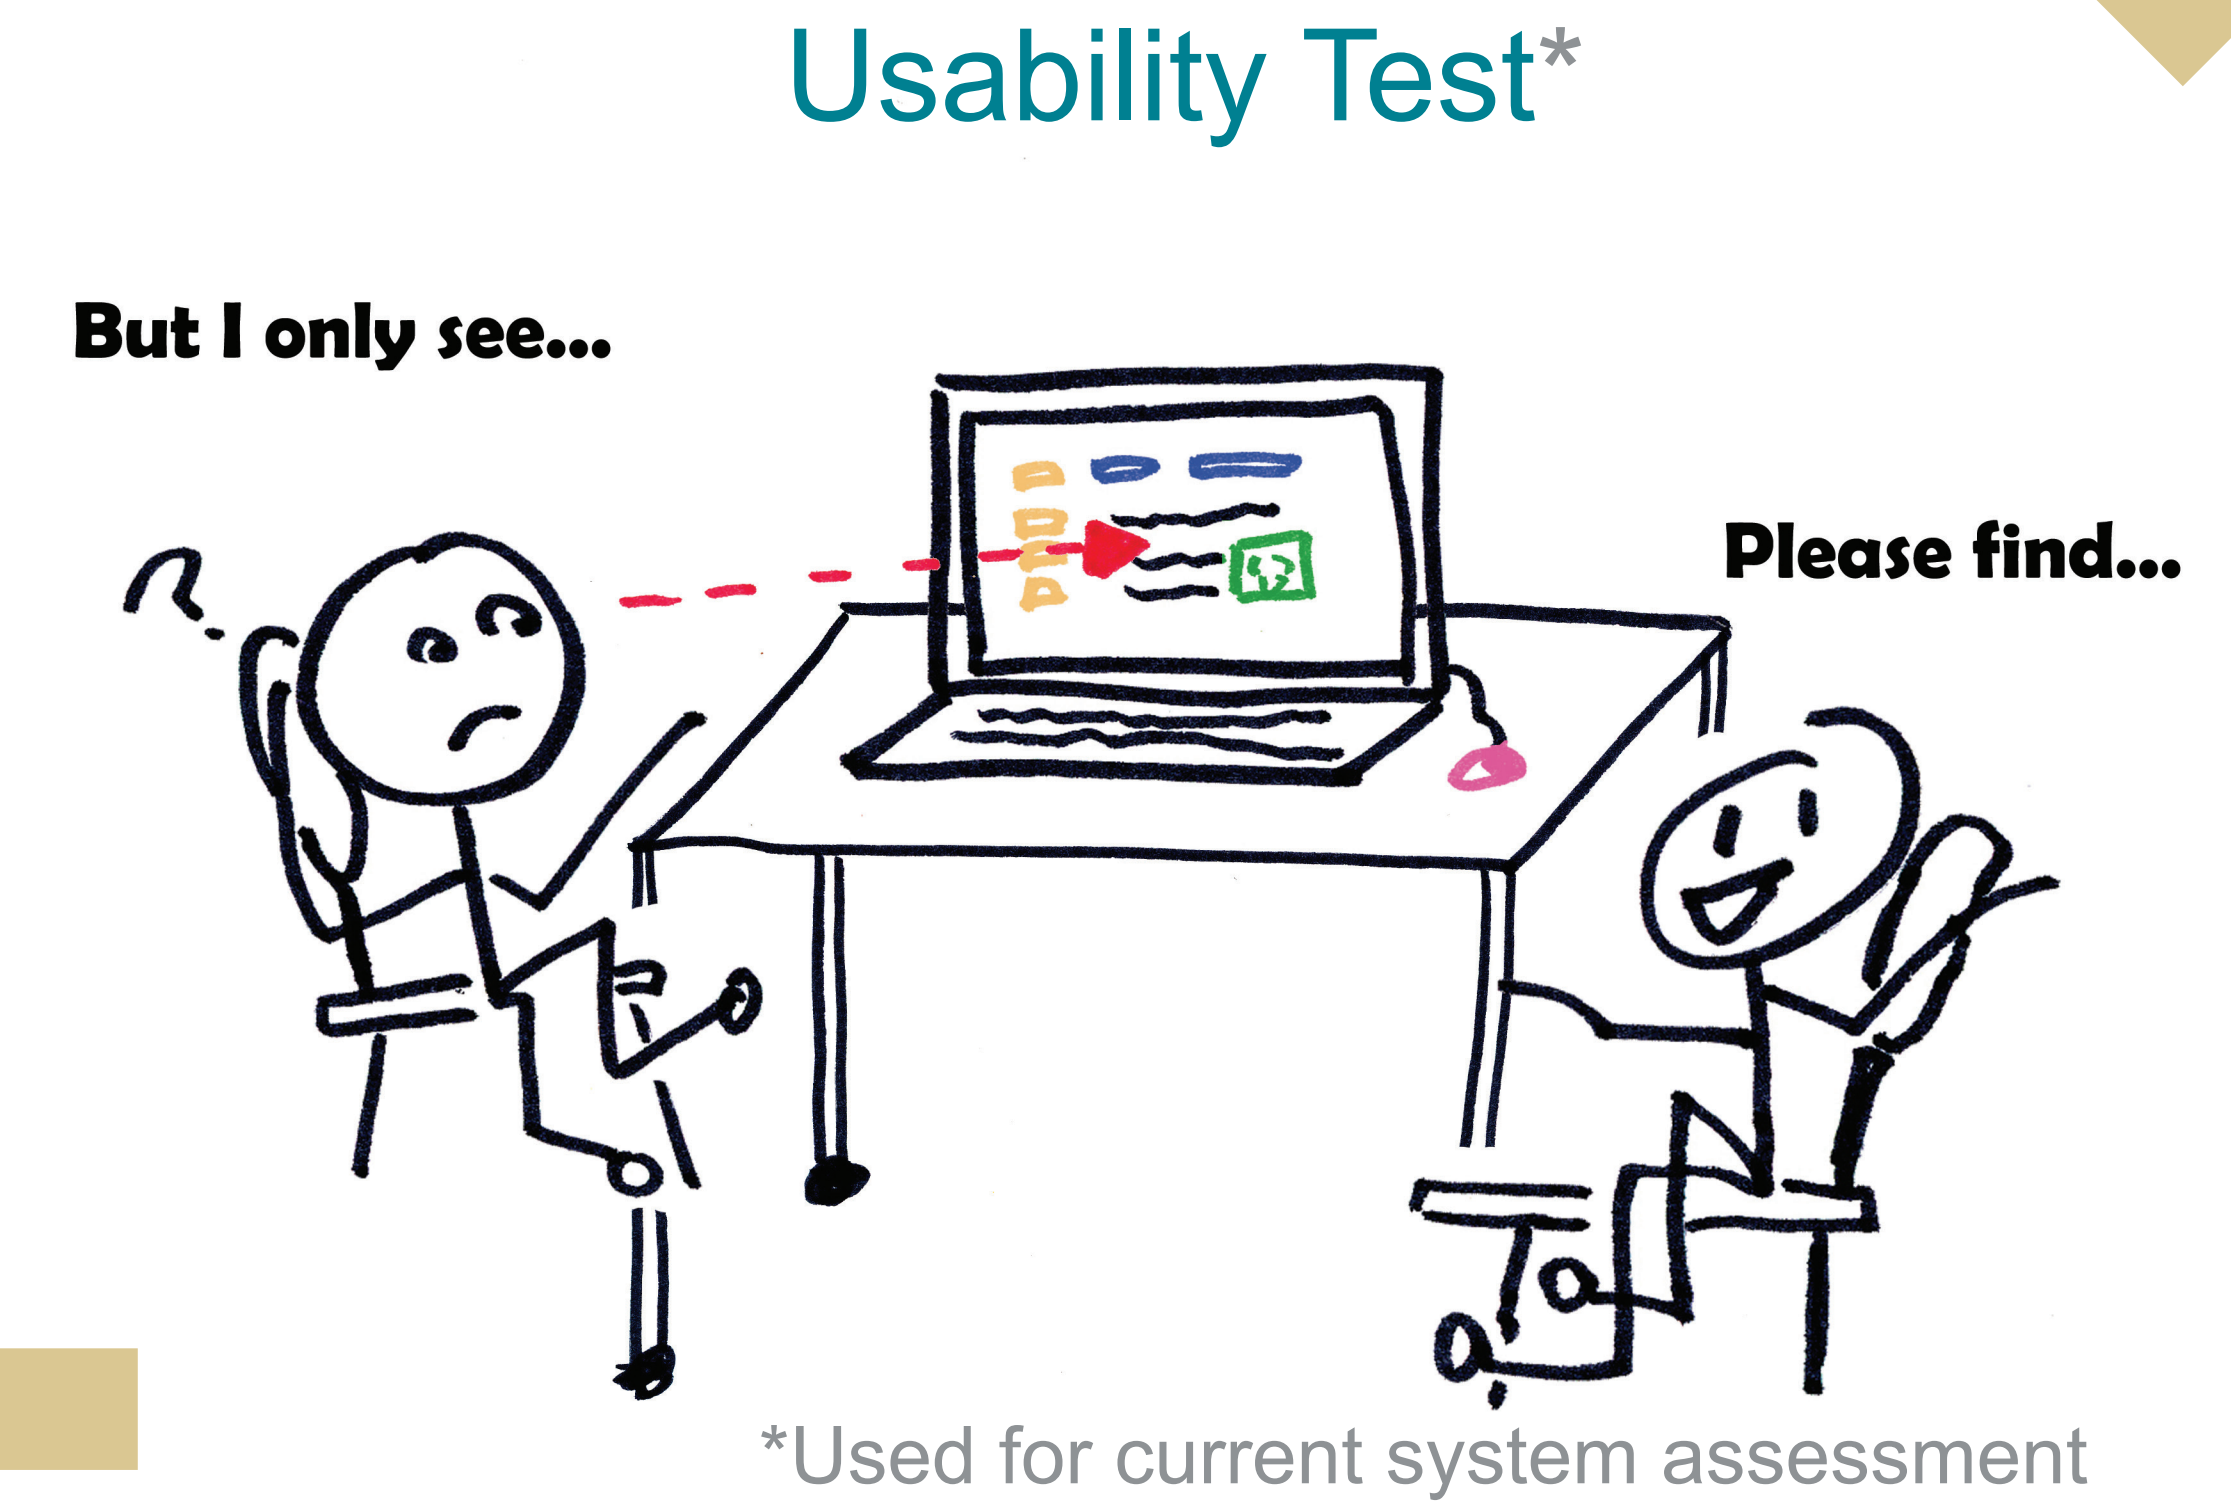 Usability Test*
But I only see...
Please find...
*Used for current system assessment